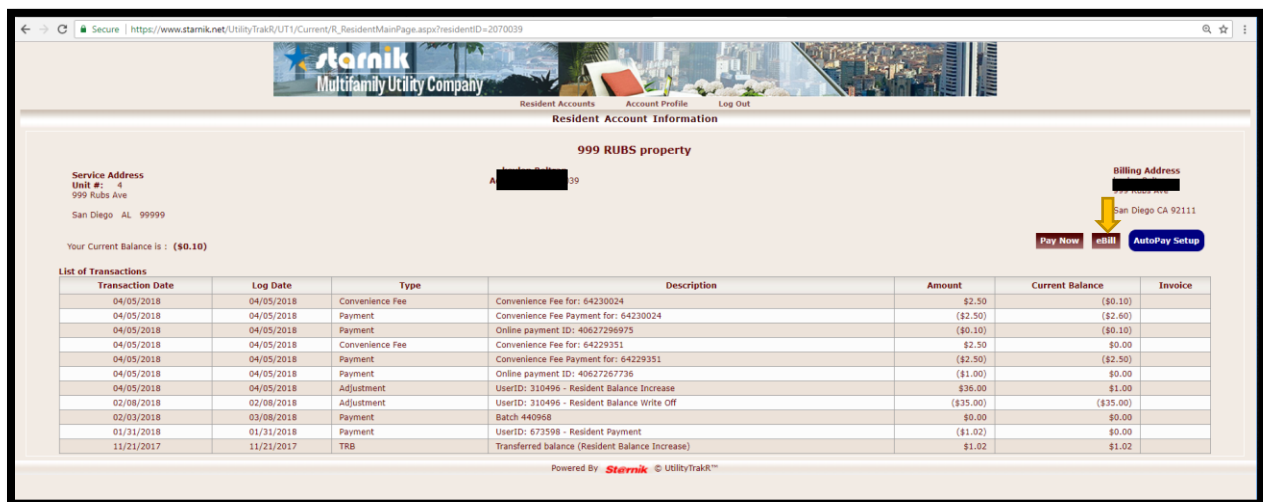 Secure | https://www.starnik.net/UtilityTrakR/UT1/Current/R_ResidentMainPage.aspx?residentID=2070039
starnik
Multifamily Utility Company
Resident Accounts Account Profile Log Out
Resident Account Information
999 RUBS property
Service Address
Unit #: 4
999 Rubs Ave
San Diego AL 99999
39
Billing Address
San Diego CA 92111
Your Current Balance is : ($0.10)
Pay Now eBill AutoPay Setup
List of Transactions
Transaction Date Log Date Type Description Amount Current Balance Invoice
04/05/2018 04/05/2018 Convenience Fee Convenience Fee for: 64230024 $2.50 ($0.10)
04/05/2018 04/05/2018 Payment Convenience Fee Payment for: 64230024 ($2.50) ($2.60)
04/05/2018 04/05/2018 Payment Online payment ID: 40627296975 ($0.10) ($0.10)
04/05/2018 04/05/2018 Convenience Fee Convenience Fee for: 64229351 $2.50 $0.00
04/05/2018 04/05/2018 Payment Convenience Fee Payment for: 64229351 ($2.50) ($2.50)
04/05/2018 04/05/2018 Payment Online payment ID: 40627267736 ($1.00) $0.00
04/05/2018 04/05/2018 Adjustment UserID: 310496 - Resident Balance Increase $36.00 $1.00
02/08/2018 02/08/2018 Adjustment UserID: 310496 - Resident Balance Write Off ($35.00) ($35.00)
02/03/2018 03/08/2018 Payment Batch 440968 $0.00 $0.00
01/31/2018 01/31/2018 Payment UserID: 673598 - Resident Payment ($1.02) $0.00
11/21/2017 11/21/2017 TRB Transferred balance (Resident Balance Increase) $1.02 $1.02
Powered By Starnik © UtilityTrakR™